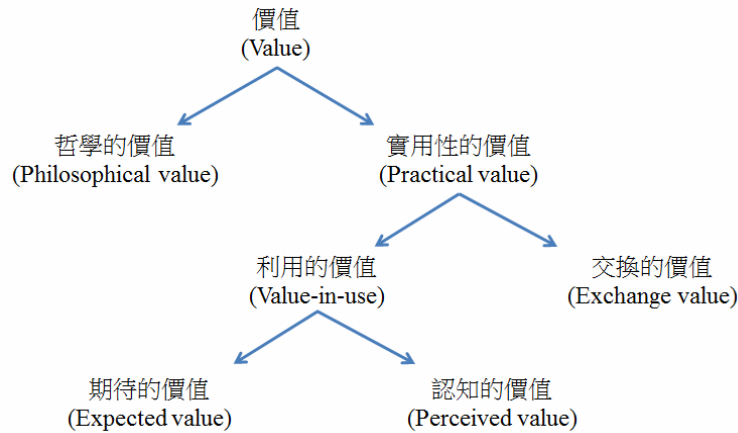 價值
(Value)
哲學的價值
(Philosophical value)
實用性的價值
(Practical value)
利用的價值
(Value-in-use)
交換的價值
(Exchange value)
期待的價值
(Expected value)
認知的價值
(Perceived value)